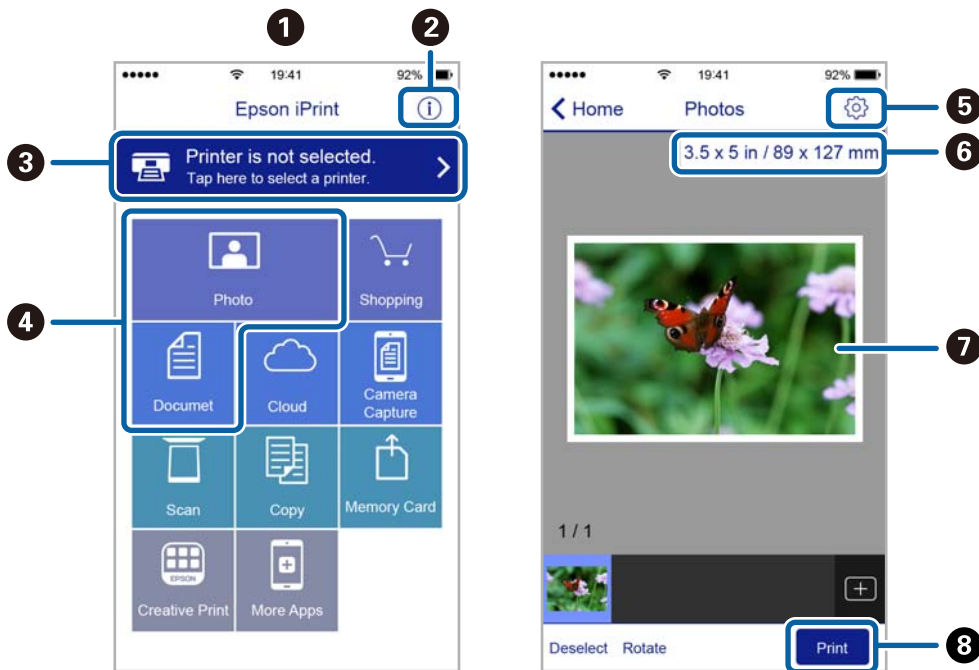 1
2
19:41
92%
Epson iPrint
3
Printer is not selected.
Tap here to select a printer.
4
Photo
Shopping
Documet
Cloud
Camera
Capture
Scan
Copy
Memory Card
EPSON
Creative Print
More Apps
19:41
92%
Home
Photos
5
3.5 x 5 in / 89 x 127 mm
6
7
1 / 1
Deselect
Rotate
Print
8